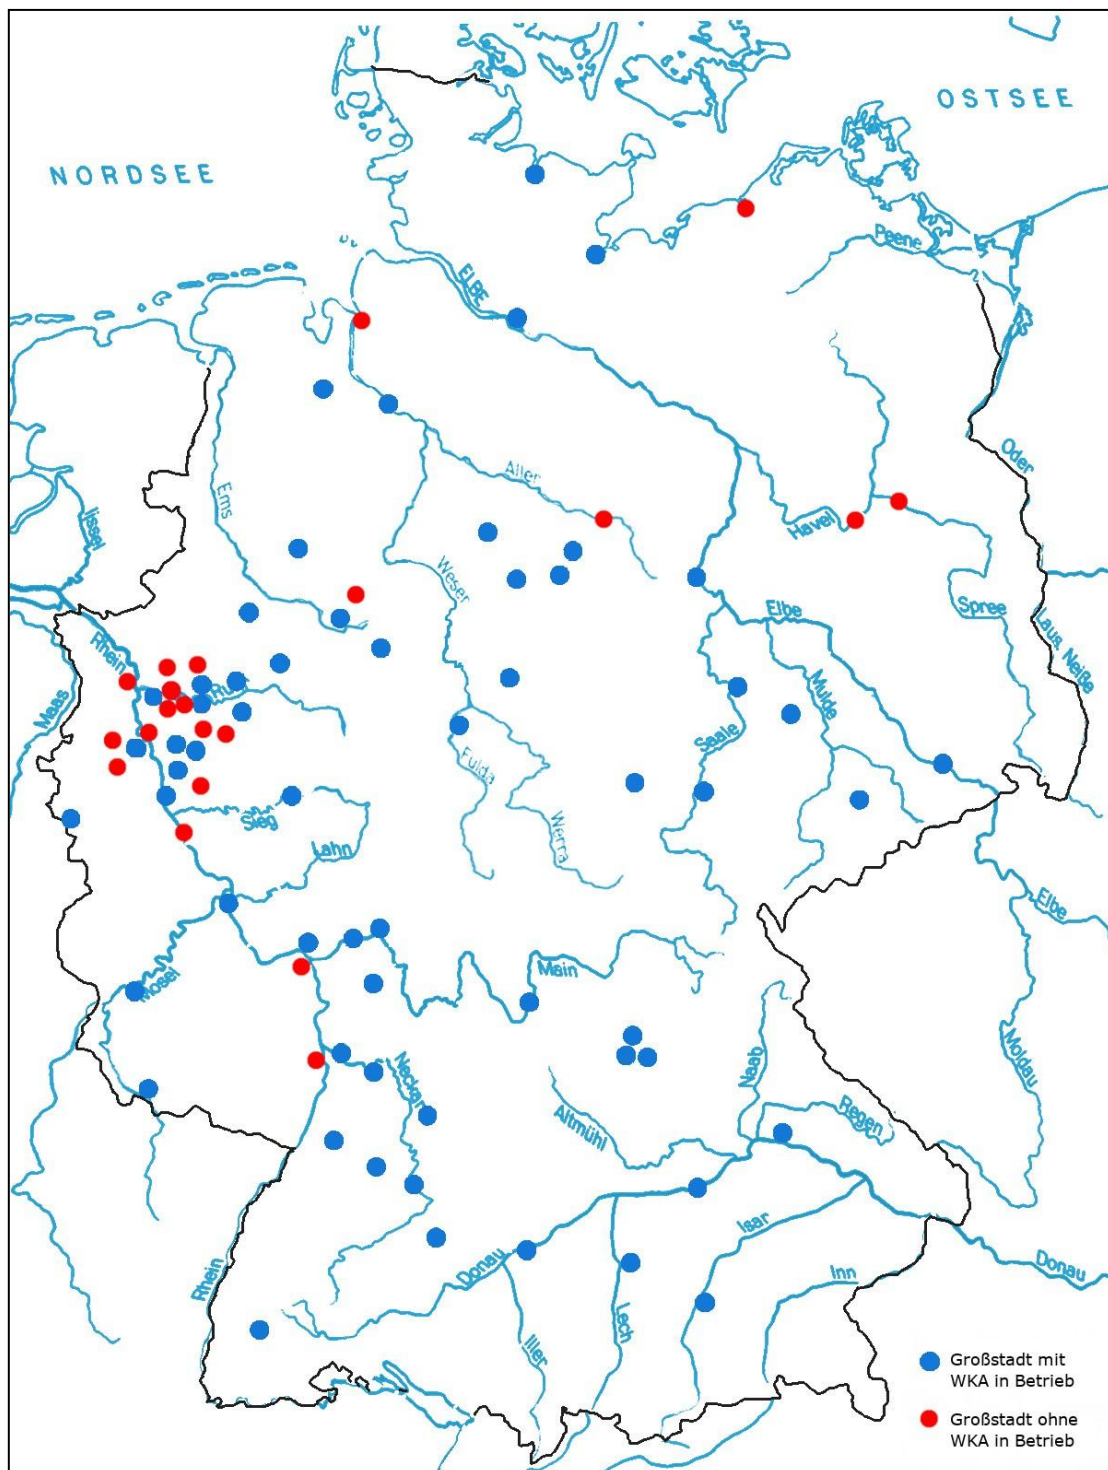 OSTSEE
NORDSEE
Peene
ELBE
Oder
Aller
Ems
Ijssel
Havel
Weser
Elbe
Spree
Laus. Neiße
Rhein
Maas
Ruhr
Mulde
Saale
Fulda
Sieg
Werra
Lahn
Elbe
Mosel
Main
Moldau
Naab
Neckar
Regen
Altmühl
Isar
Donau
Rhein
Donau
Inn
Lech
Iller
Großstadt mit
WKA in Betrieb
Großstadt ohne
WKA in Betrieb